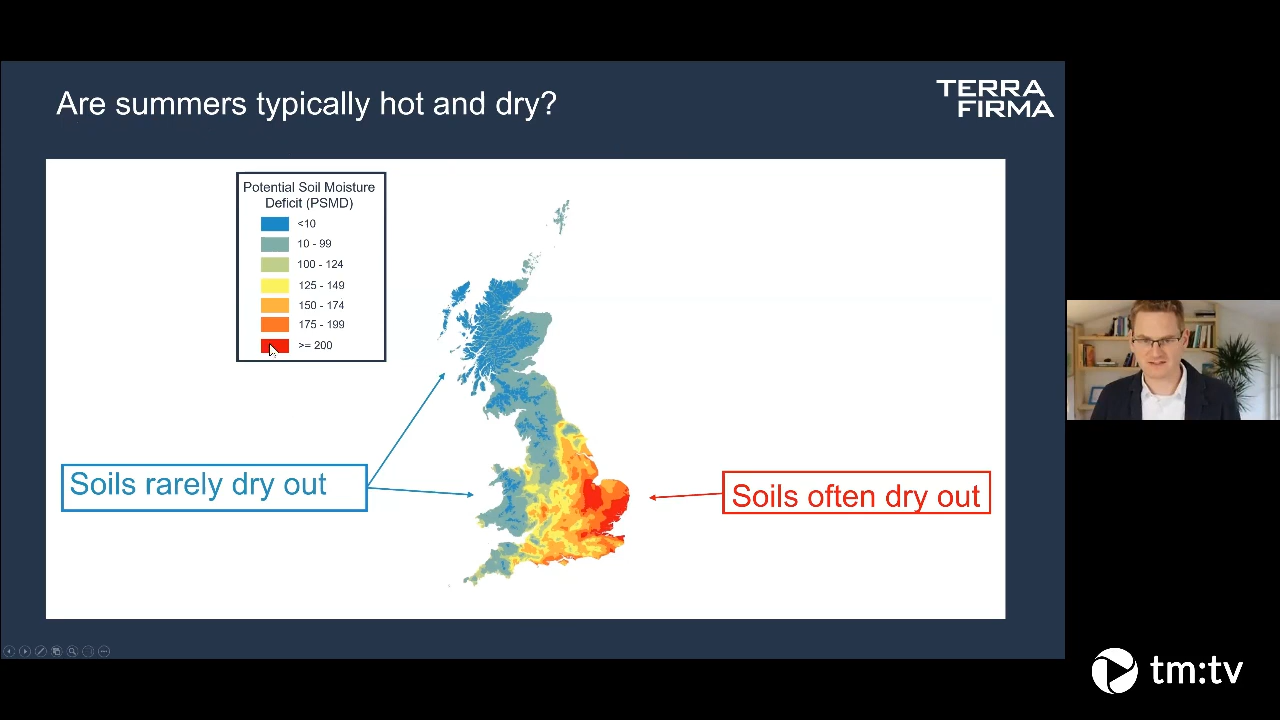 Are summers typically hot and dry?
TERRA
FIRMA
Potential Soil Moisture
Deficit (PSMD)
<10
10 - 99
100 - 124
125 - 149
150 - 174
175 - 199
>= 200
Soils rarely dry out
Soils often dry out
tm:tv